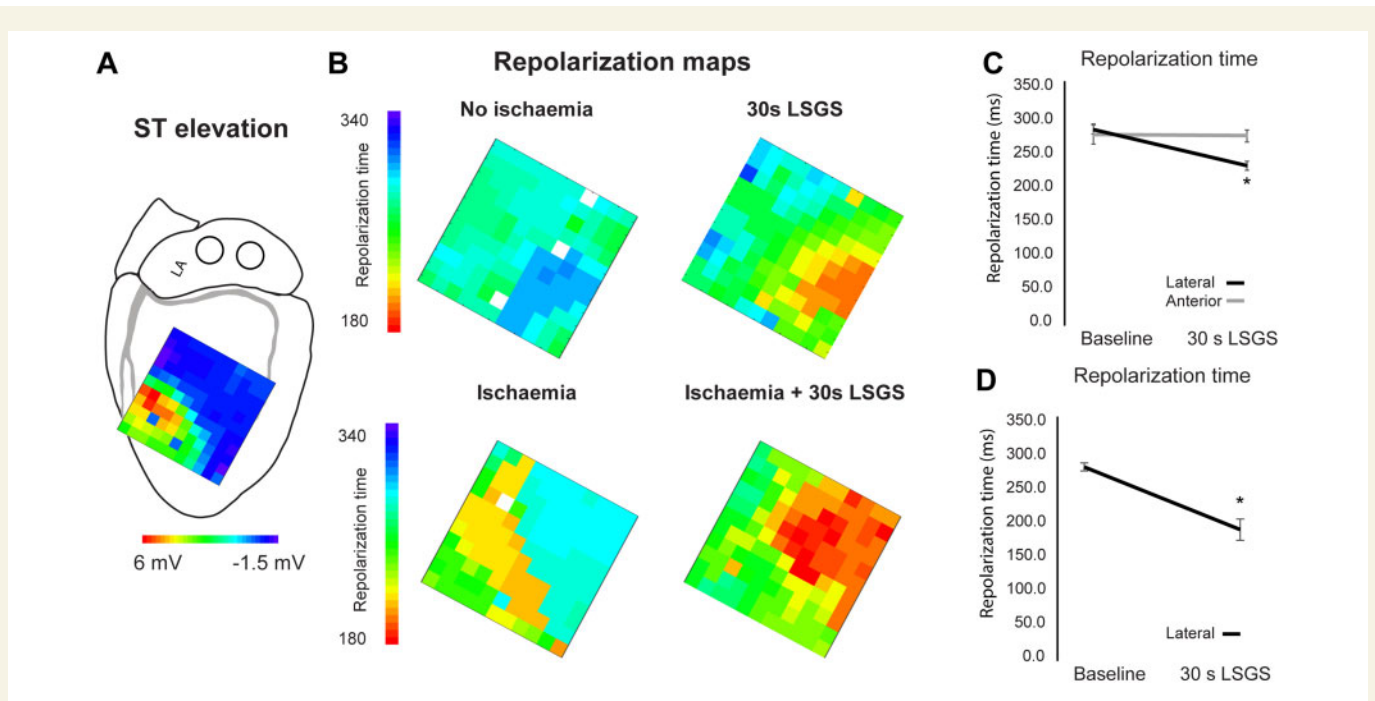 A
ST elevation
LA
6 mV
-1.5 mV
B
Repolarization maps
No ischaemia
30s LSGS
340
Repolarization time
180
Ischaemia
Ischaemia + 30s LSGS
340
Repolarization time
180
C
Repolarization time
Repolarization time (ms)
350.0
300.0
250.0
200.0
150.0
100.0
50.0
0.0
*
Lateral
Anterior
Baseline
30 s LSGS
D
Repolarization time
Repolarization time (ms)
350.0
300.0
250.0
200.0
150.0
100.0
50.0
0.0
*
Lateral
Baseline
30 s LSGS